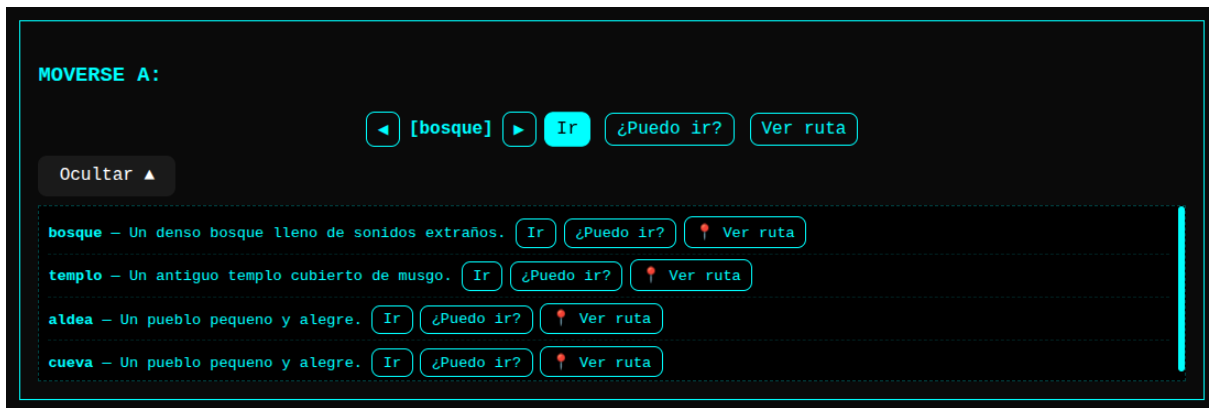 MOVERSE A:
◄ [bosque] ► Ir ¿Puedo ir? Ver ruta
Ocultar ▲
bosque — Un denso bosque lleno de sonidos extraños. Ir ¿Puedo ir? 📍 Ver ruta
templo — Un antiguo templo cubierto de musgo. Ir ¿Puedo ir? 📍 Ver ruta
aldea — Un pueblo pequeno y alegre. Ir ¿Puedo ir? 📍 Ver ruta
cueva — Un pueblo pequeno y alegre. Ir ¿Puedo ir? 📍 Ver ruta